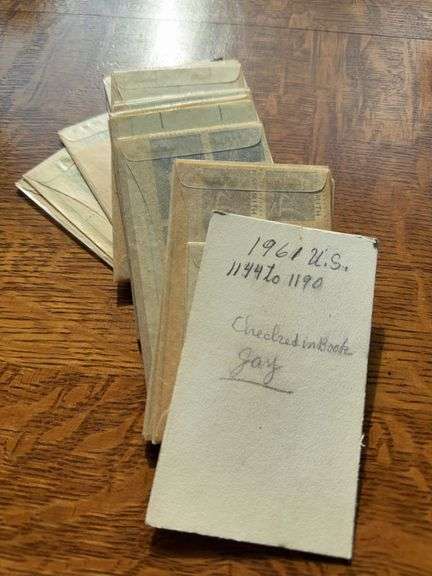 1961 U.S.
1144 to 1190
Checked in Book
Jay